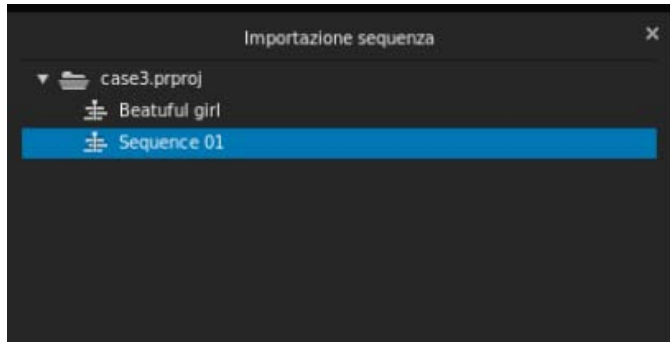 Importazione sequenza
case3.prproj
Beatuful girl
Sequence 01